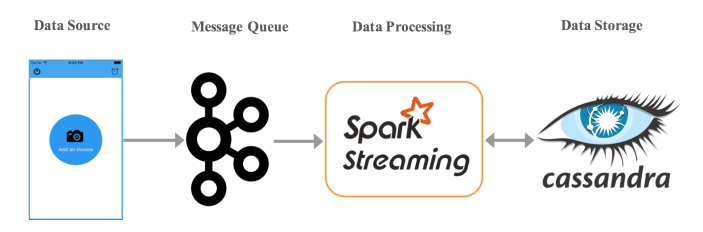 Data Source
Message Queue
Data Processing
Data Storage
Add an invoice
Spark
Streaming
cassandra